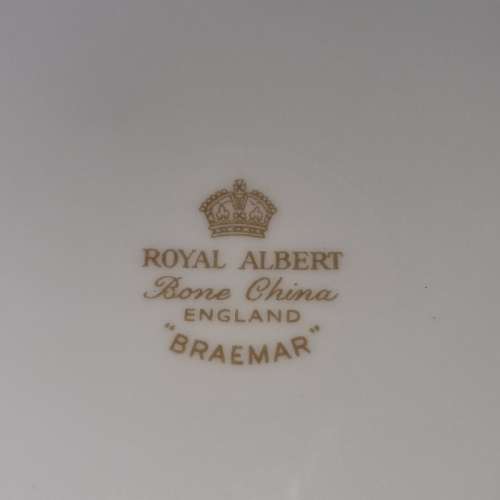 ROYAL ALBERT
Bone China
ENGLAND
"BRAEMAR"